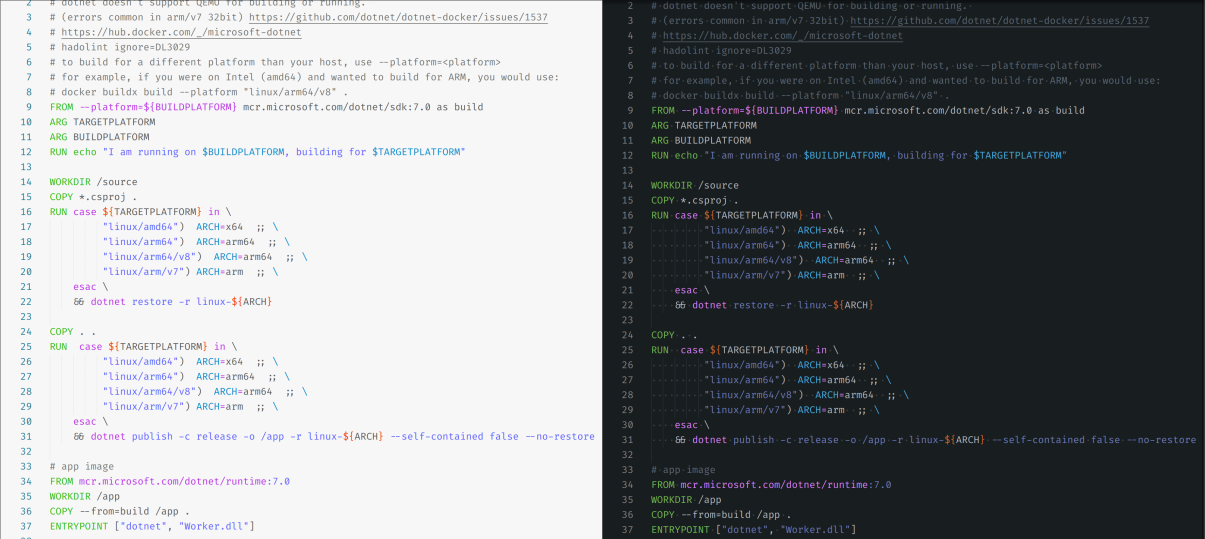 2 # dotnet doesn't support QEMU for building or running.
3 # (errors common in arm/v7 32bit) https://github.com/dotnet/dotnet-docker/issues/1537
4 # https://hub.docker.com/_/microsoft-dotnet
5 # hadolint ignore=DL3029
6 # to build for a different platform than your host, use --platform=<platform>
7 # for example, if you were on Intel (amd64) and wanted to build for ARM, you would use:
8 # docker buildx build --platform "linux/arm64/v8" .
9 FROM --platform=${BUILDPLATFORM} mcr.microsoft.com/dotnet/sdk:7.0 as build
10 ARG TARGETPLATFORM
11 ARG BUILDPLATFORM
12 RUN echo "I am running on $BUILDPLATFORM, building for $TARGETPLATFORM"
13
14 WORKDIR /source
15 COPY *.csproj .
16 RUN case ${TARGETPLATFORM} in \
17 "linux/amd64")  ARCH=x64  ;; \
18 "linux/arm64")  ARCH=arm64  ;; \
19 "linux/arm64/v8")  ARCH=arm64  ;; \
20 "linux/arm/v7") ARCH=arm  ;; \
21 esac \
22 && dotnet restore -r linux-${ARCH}
23
24 COPY . .
25 RUN  case ${TARGETPLATFORM} in \
26 "linux/amd64")  ARCH=x64  ;; \
27 "linux/arm64")  ARCH=arm64  ;; \
28 "linux/arm64/v8")  ARCH=arm64  ;; \
29 "linux/arm/v7") ARCH=arm  ;; \
30 esac \
31 && dotnet publish -c release -o /app -r linux-${ARCH} --self-contained false --no-restore
32
33 # app image
34 FROM mcr.microsoft.com/dotnet/runtime:7.0
35 WORKDIR /app
36 COPY --from=build /app .
37 ENTRYPOINT ["dotnet", "Worker.dll"]
2 # dotnet doesn't support QEMU for building or running.
3 # (errors common in arm/v7 32bit) https://github.com/dotnet/dotnet-docker/issues/1537
4 # https://hub.docker.com/_/microsoft-dotnet
5 # hadolint ignore=DL3029
6 # to build for a different platform than your host, use --platform=<platform>
7 # for example, if you were on Intel (amd64) and wanted to build for ARM, you would use:
8 # docker buildx build --platform "linux/arm64/v8" .
9 FROM --platform=${BUILDPLATFORM} mcr.microsoft.com/dotnet/sdk:7.0 as build
10 ARG TARGETPLATFORM
11 ARG BUILDPLATFORM
12 RUN echo "I am running on $BUILDPLATFORM, building for $TARGETPLATFORM"
13
14 WORKDIR /source
15 COPY *.csproj .
16 RUN case ${TARGETPLATFORM} in \
17 "linux/amd64")  ARCH=x64  ;; \
18 "linux/arm64")  ARCH=arm64  ;; \
19 "linux/arm64/v8")  ARCH=arm64  ;; \
20 "linux/arm/v7") ARCH=arm  ;; \
21 esac \
22 && dotnet restore -r linux-${ARCH}
23
24 COPY . .
25 RUN  case ${TARGETPLATFORM} in \
26 "linux/amd64")  ARCH=x64  ;; \
27 "linux/arm64")  ARCH=arm64  ;; \
28 "linux/arm64/v8")  ARCH=arm64  ;; \
29 "linux/arm/v7") ARCH=arm  ;; \
30 esac \
31 && dotnet publish -c release -o /app -r linux-${ARCH} --self-contained false --no-restore
32
33 # app image
34 FROM mcr.microsoft.com/dotnet/runtime:7.0
35 WORKDIR /app
36 COPY --from=build /app .
37 ENTRYPOINT ["dotnet", "Worker.dll"]